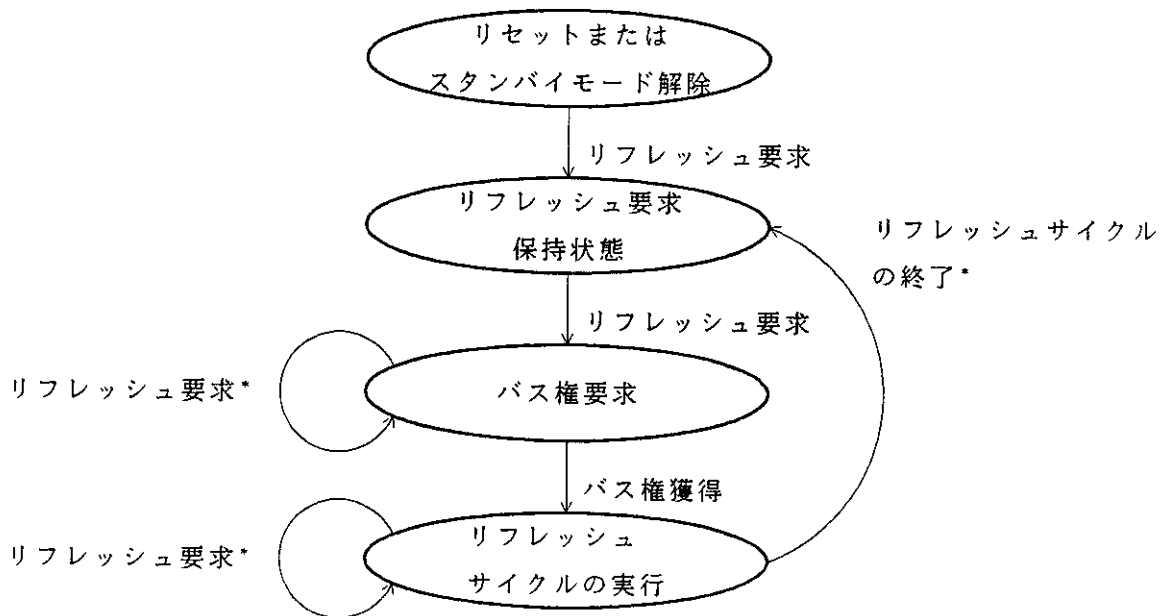 リセットまたは
スタンバイモード解除
リフレッシュ要求
リフレッシュ要求
保持状態
リフレッシュサイクル
の終了*
リフレッシュ要求
リフレッシュ要求*
バス権要求
バス権獲得
リフレッシュ要求*
リフレッシュ
サイクルの実行